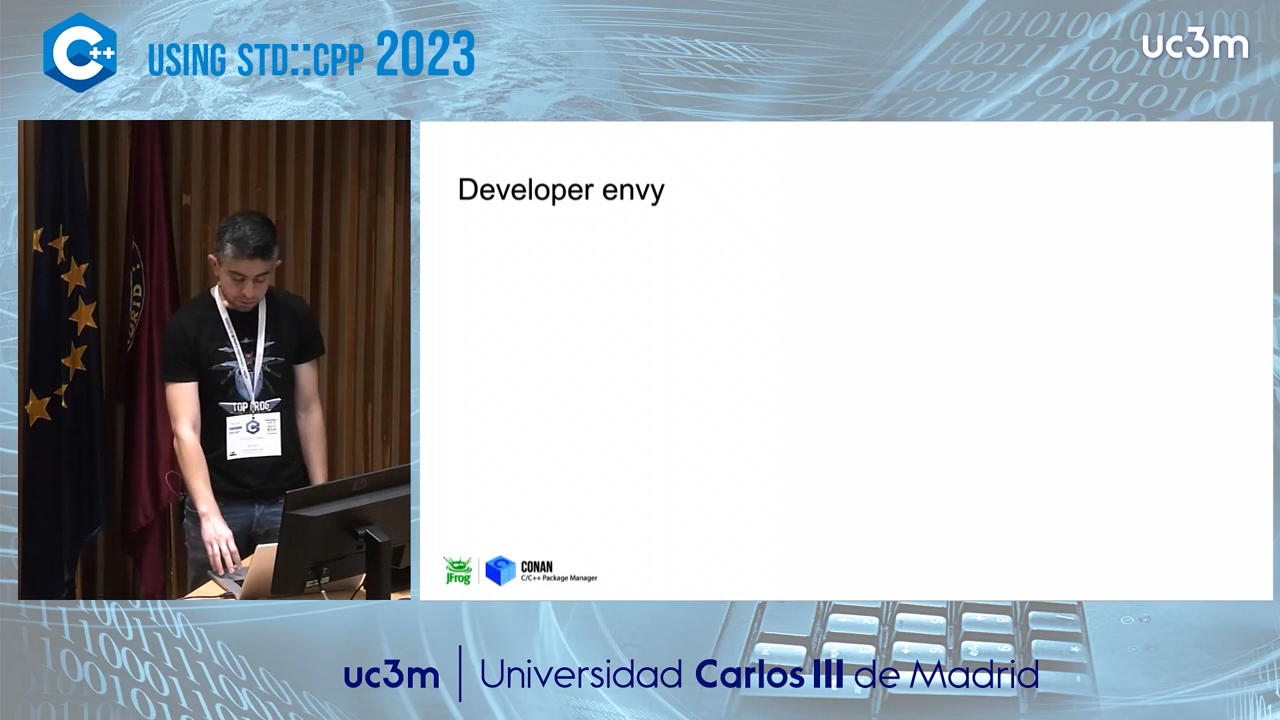 USING STD::CPP 2023
uc3m
Developer envy
TOP FROG
JFrog
CONAN
C/C++ Package Manager
uc3m
Universidad Carlos III de Madrid